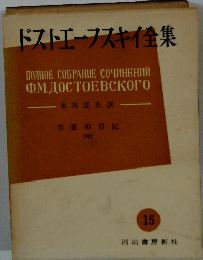 ドストエーフスキイ全集
ПОЛНОЕ СОБРАНИЕ СОЧИНЕНИЙ
Ф.М.ДОСТОЕВСКОГО
米川正夫訳
作家の日記
15
河出書房新社